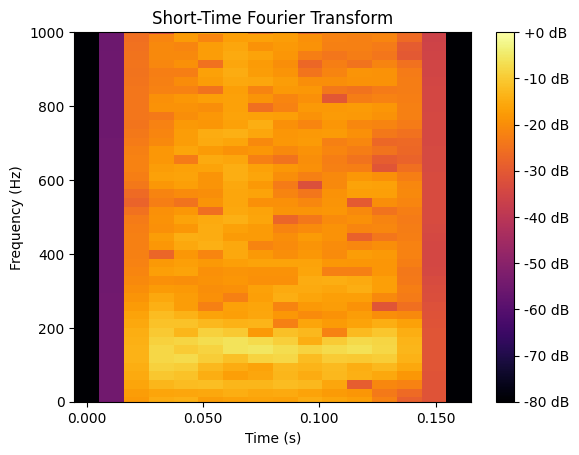 Short-Time Fourier Transform
1000
800
600
400
200
0
Frequency (Hz)
0.000
0.050
0.100
0.150
Time (s)
+0 dB
-10 dB
-20 dB
-30 dB
-40 dB
-50 dB
-60 dB
-70 dB
-80 dB